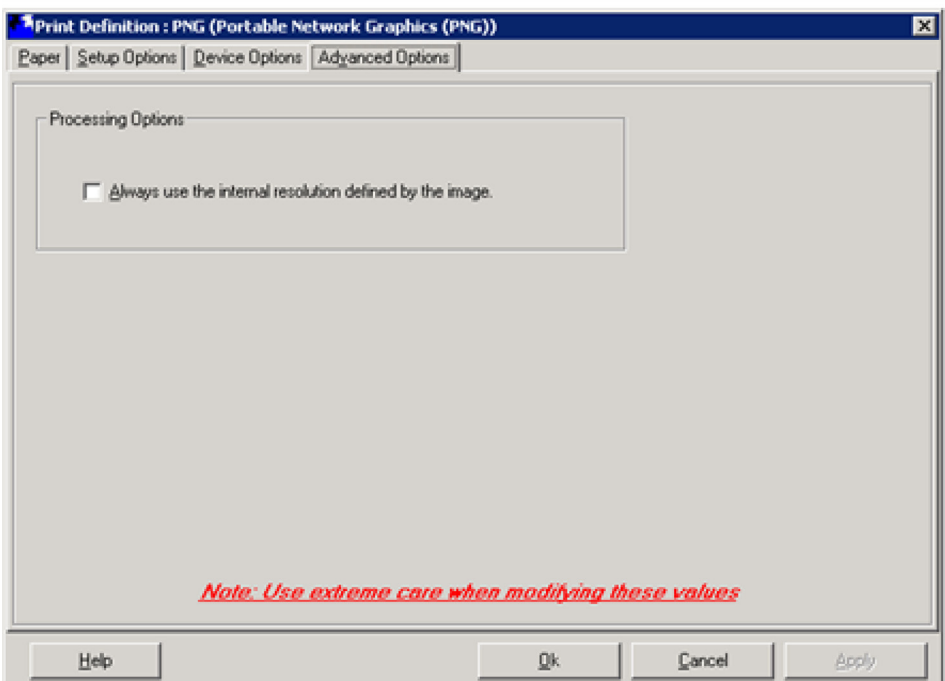 Print Definition : PNG (Portable Network Graphics (PNG))
Paper Setup Options Device Options Advanced Options
Processing Options
Always use the internal resolution defined by the image.
Note: Use extreme care when modifying these values
Help Ok Cancel Apply